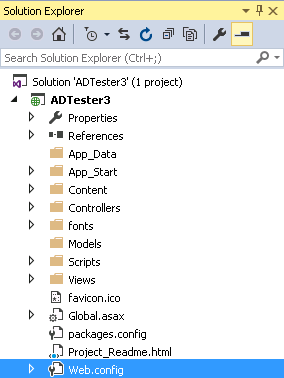 Solution Explorer
Search Solution Explorer (Ctrl+;)
Solution 'ADTester3' (1 project)
ADTester3
Properties
References
App_Data
App_Start
Content
Controllers
fonts
Models
Scripts
Views
favicon.ico
Global.asax
packages.config
Project_Readme.html
Web.config